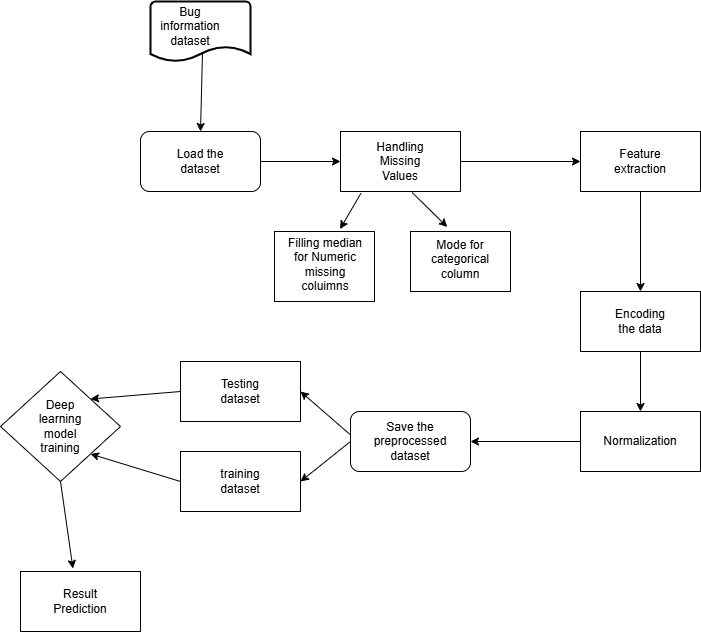 Bug
information
dataset
Load the
dataset
Handling
Missing
Values
Feature
extraction
Filling median
for Numeric
missing
coluimns
Mode for
categorical
column
Encoding
the data
Testing
dataset
Deep
learning
model
training
Save the
preprocessed
dataset
Normalization
training
dataset
Result
Prediction